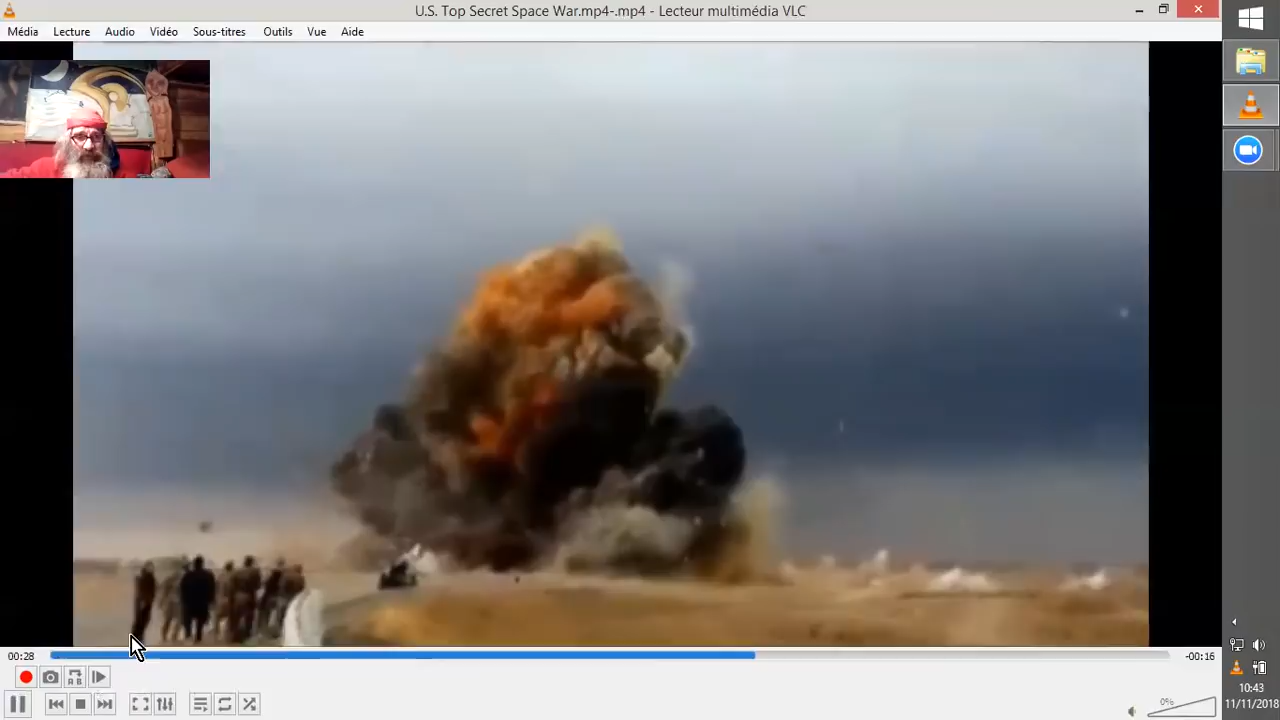 U.S. Top Secret Space War.mp4-.mp4 - Lecteur multimédia VLC
Média Lecture Audio Vidéo Sous-titres Outils Vue Aide
00:28
-00:16
0%
10:43
11/11/2018